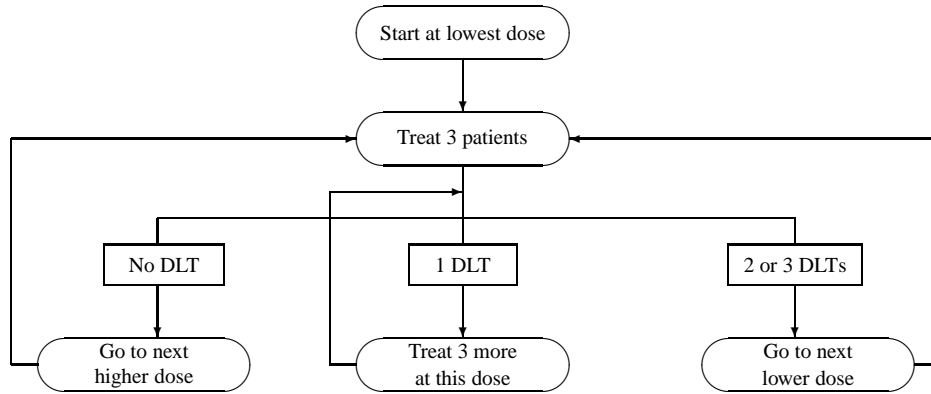 Start at lowest dose
Treat 3 patients
No DLT
1 DLT
2 or 3 DLTs
Go to next
higher dose
Treat 3 more
at this dose
Go to next
lower dose